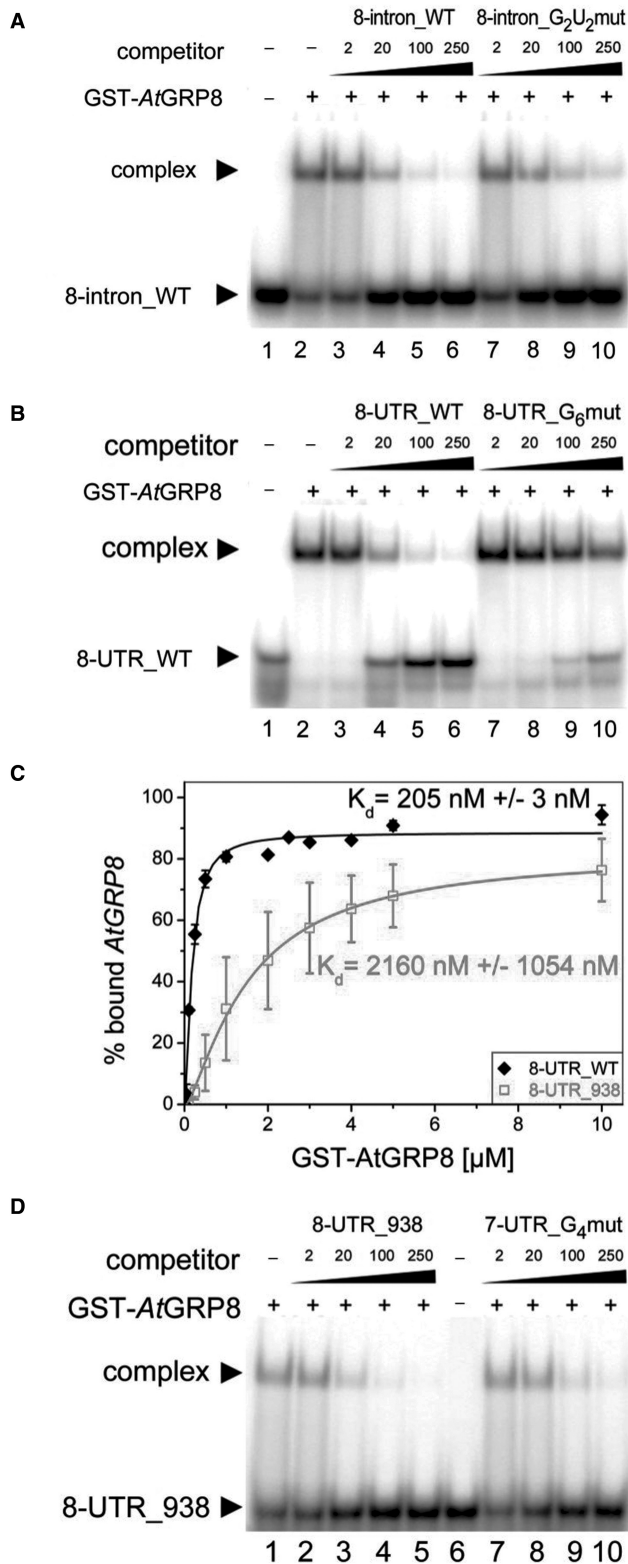 A
8-intron_WT 8-intron_G2U2mut
competitor – – 2 20 100 250 2 20 100 250
GST-AtGRP8 – + + + + + + + + +
complex
8-intron_WT
1 2 3 4 5 6 7 8 9 10
B
8-UTR_WT 8-UTR_G6mut
competitor – – 2 20 100 250 2 20 100 250
GST-AtGRP8 – + + + + + + + + +
complex
8-UTR_WT
1 2 3 4 5 6 7 8 9 10
C
100
80
60
40
20
0
% bound AtGRP8
Kd= 205 nM +/- 3 nM
Kd= 2160 nM +/- 1054 nM
8-UTR_WT
8-UTR_938
0 2 4 6 8 10
GST-AtGRP8 [µM]
D
8-UTR_938 7-UTR_G4mut
competitor – 2 20 100 250 – 2 20 100 250
GST-AtGRP8 + + + + + – + + + +
complex
8-UTR_938
1 2 3 4 5 6 7 8 9 10